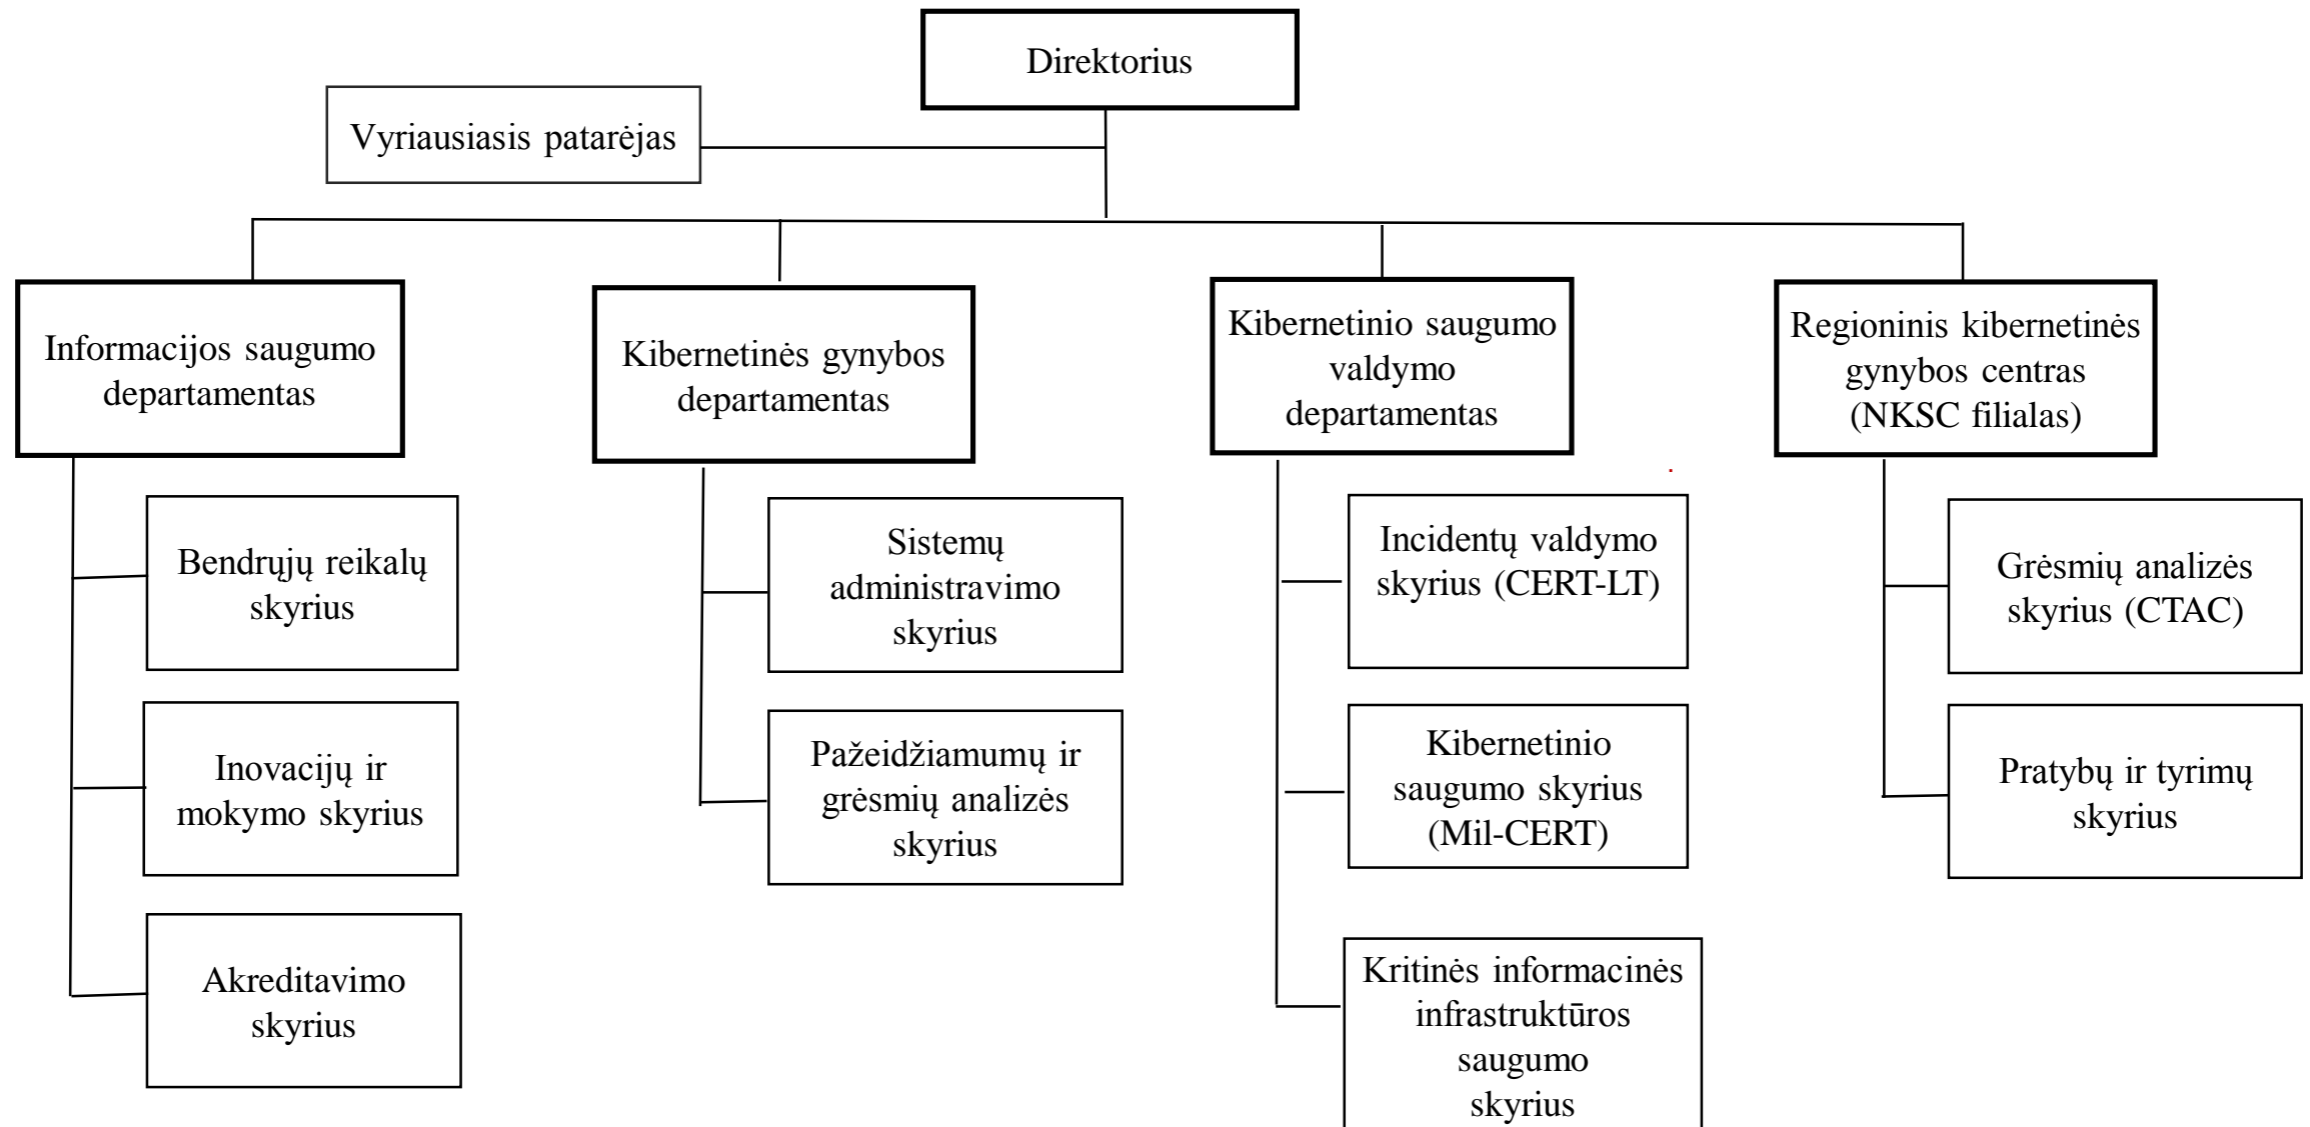 Direktorius
Vyriausiasis patarėjas
Informacijos saugumo
departamentas
Kibernetinės gynybos
departamentas
Kibernetinio saugumo
valdymo
departamentas
Regioninis kibernetinės
gynybos centras
(NKSC filialas)
Bendrųjų reikalų
skyrius
Inovacijų ir
mokymo skyrius
Akreditavimo
skyrius
Sistemų
administravimo
skyrius
Pažeidžiamumų ir
grėsmių analizės
skyrius
Incidentų valdymo
skyrius (CERT-LT)
Kibernetinio
saugumo skyrius
(Mil-CERT)
Kritinės informacinės
infrastruktūros
saugumo
skyrius
Grėsmių analizės
skyrius (CTAC)
Pratybų ir tyrimų
skyrius